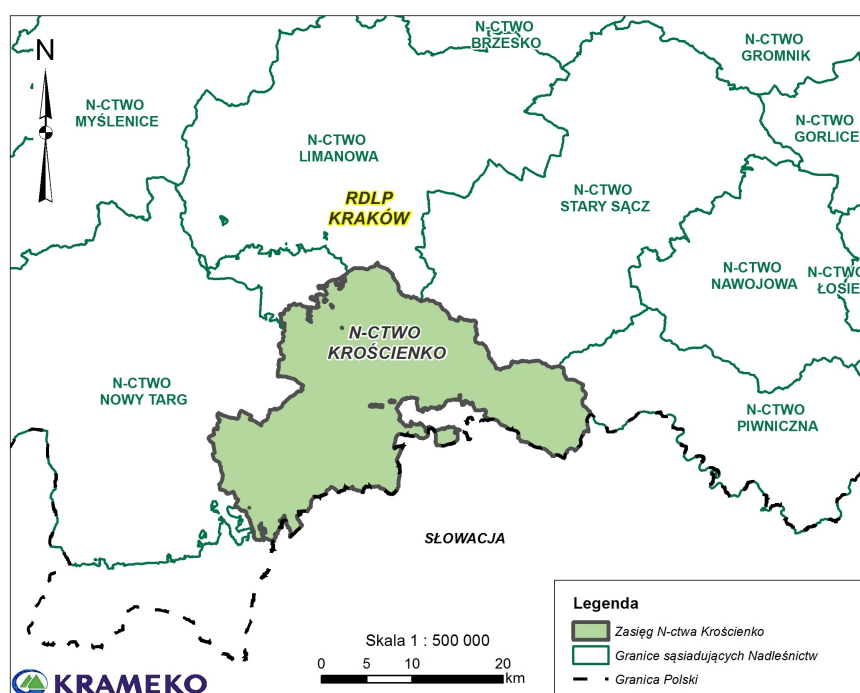 N
N-CTWO
BRZESKO
N-CTWO
GROMNIK
N-CTWO
MYŚLENICE
N-CTWO
GORLICE
N-CTWO
LIMANOWA
N-CTWO
STARY SĄCZ
RDLP
KRAKÓW
N-CTWO
NAWOJOWA
N-CTWO
ŁOSIE
N-CTWO
KROŚCIENKO
N-CTWO
NOWY TARG
N-CTWO
PIWNICZNA
SŁOWACJA
Legenda
Zasięg N-ctwa Krościenko
Granice sąsiadujących Nadleśnictw
Granica Polski
Skala 1 : 500 000
0 5 10 20
km
KRAMEKO